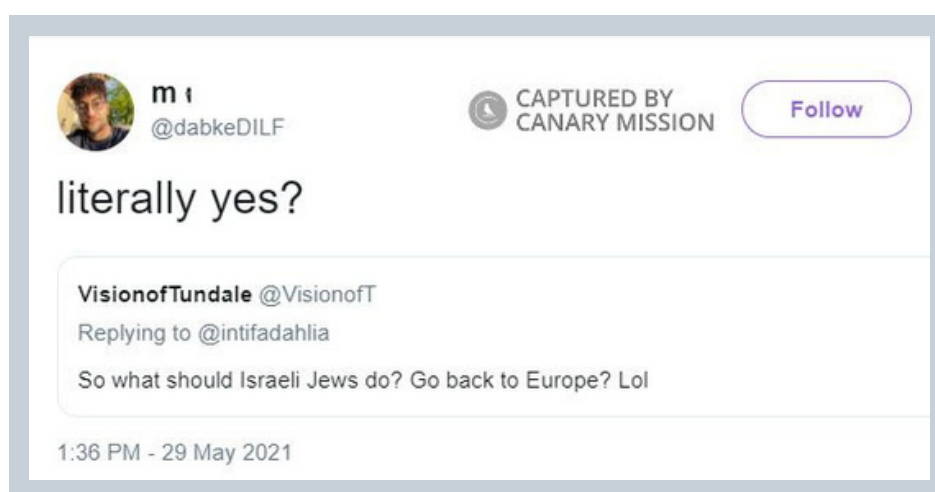 m
@dabkeDILF
CAPTURED BY
CANARY MISSION
Follow
literally yes?
VisionofTundale @VisionofT
Replying to @intifadahlia
So what should Israeli Jews do? Go back to Europe? Lol
1:36 PM - 29 May 2021